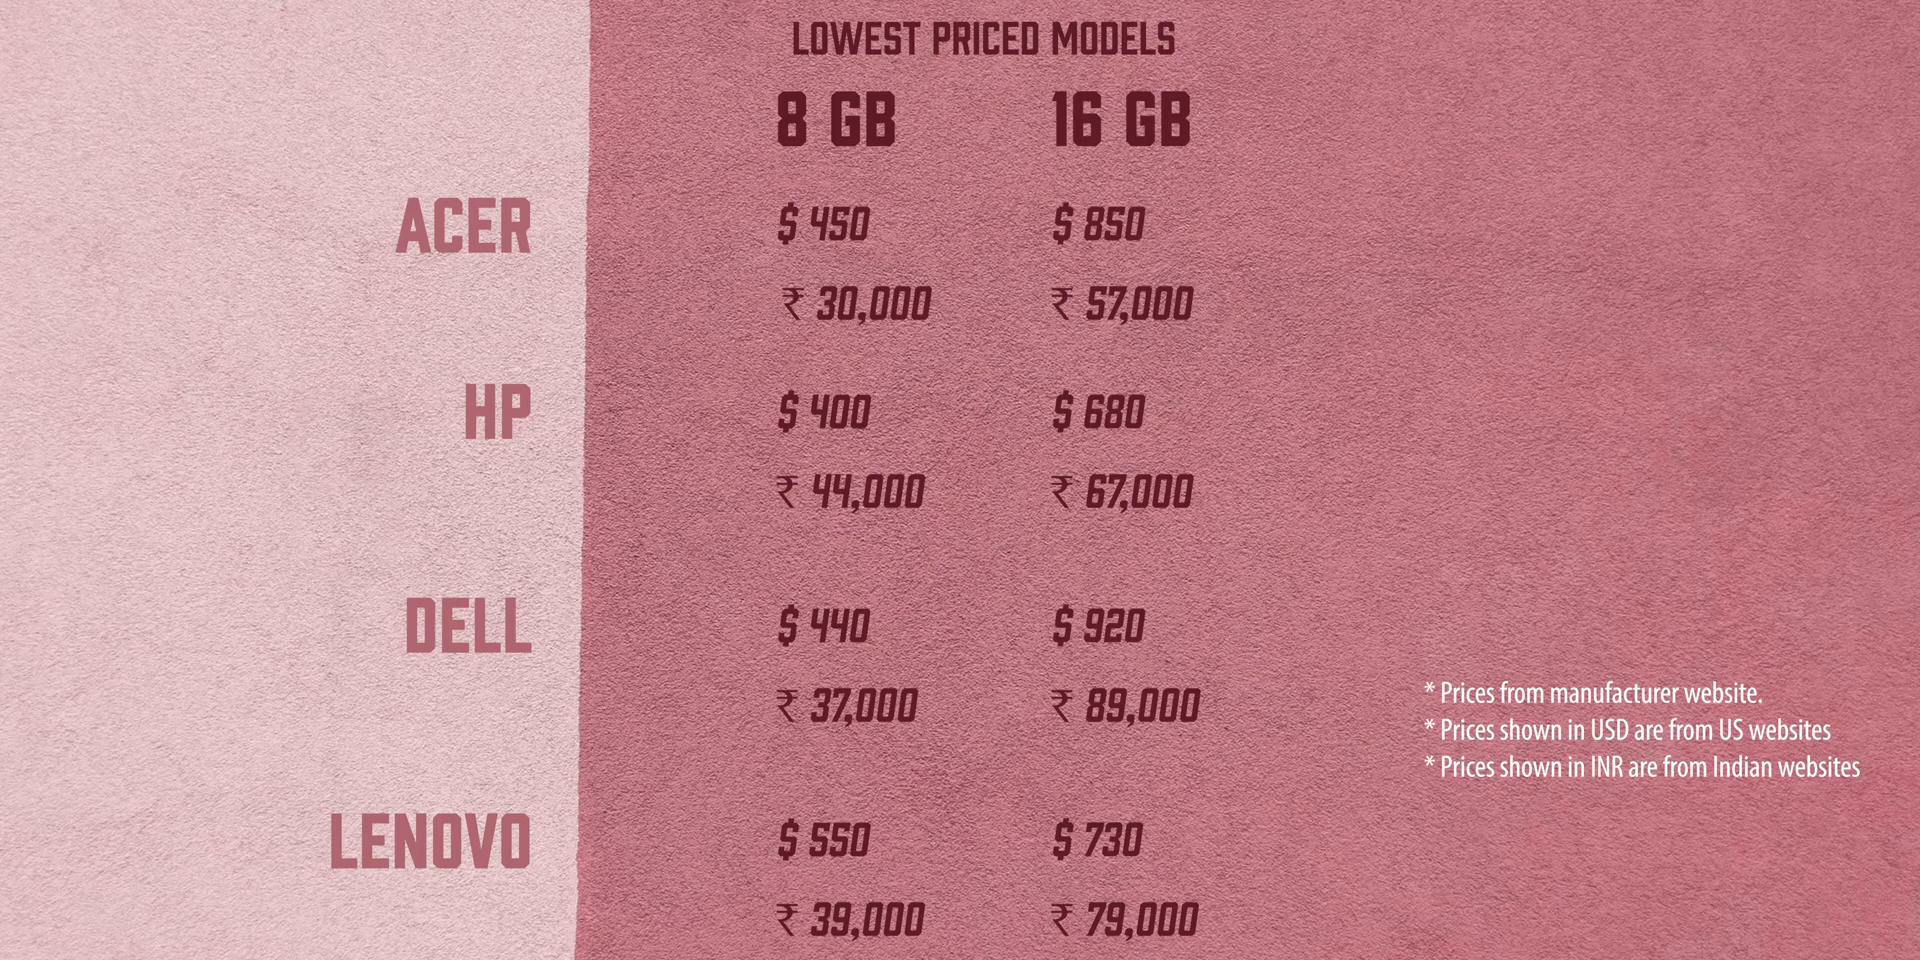 LOWEST PRICED MODELS
8 GB 16 GB
ACER $ 450 $ 850
₹ 30,000 ₹ 57,000
HP $ 400 $ 680
₹ 44,000 ₹ 67,000
DELL $ 440 $ 920
₹ 37,000 ₹ 89,000
LENOVO $ 550 $ 730
₹ 39,000 ₹ 79,000
* Prices from manufacturer website.
* Prices shown in USD are from US websites
* Prices shown in INR are from Indian websites